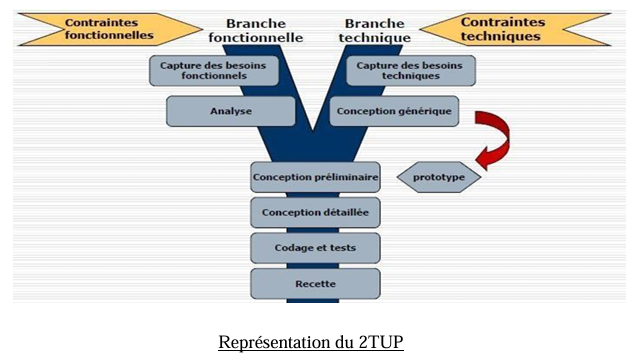 Contraintes
fonctionnelles
Branche
fonctionnelle
Branche
technique
Contraintes
techniques
Capture des besoins
fonctionnels
Capture des besoins
techniques
Analyse
Conception générique
Conception préliminaire
prototype
Conception détaillée
Codage et tests
Recette
Représentation du 2TUP